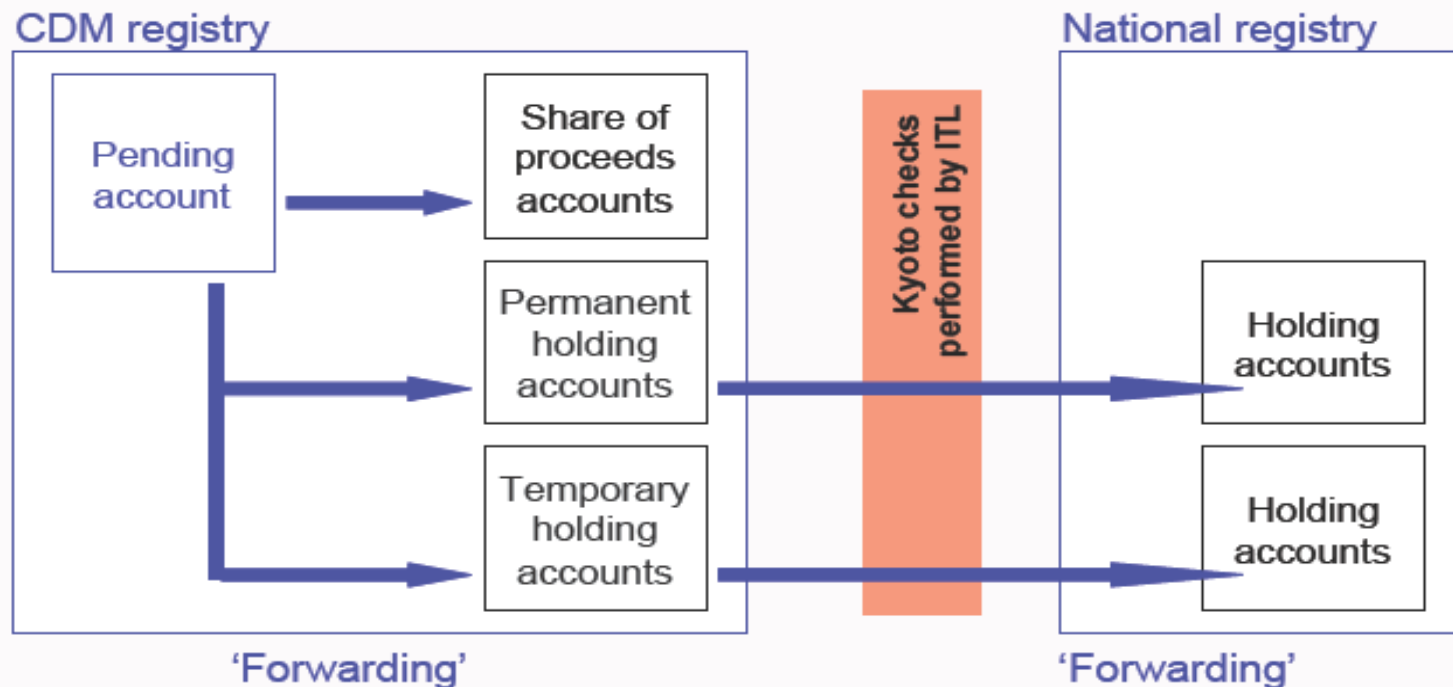 CDM registry
National registry
Pending
account
Share of
proceeds
accounts
Kyoto checks
performed by ITL
Permanent
holding
accounts
Holding
accounts
Temporary
holding
accounts
Holding
accounts
‘Forwarding’
‘Forwarding’